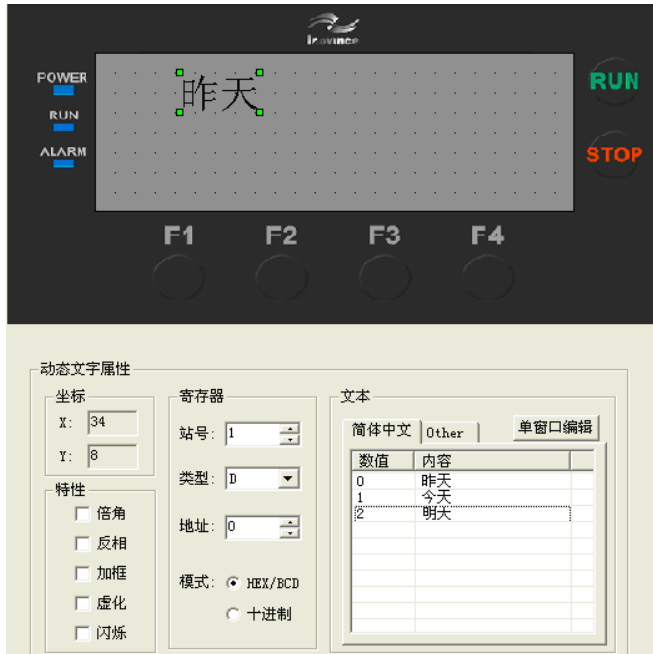 inovance
POWER
昨天
RUN
RUN
ALARM
STOP
F1 F2 F3 F4
动态文字属性
坐标
X: 34
Y: 8
特性
倍角
反相
加框
虚化
闪烁
寄存器
站号: 1
类型: D
地址: 0
模式: HEX/BCD
十进制
文本
简体中文 Other 单窗口编辑
数值 内容
0 昨天
1 今天
2 明天